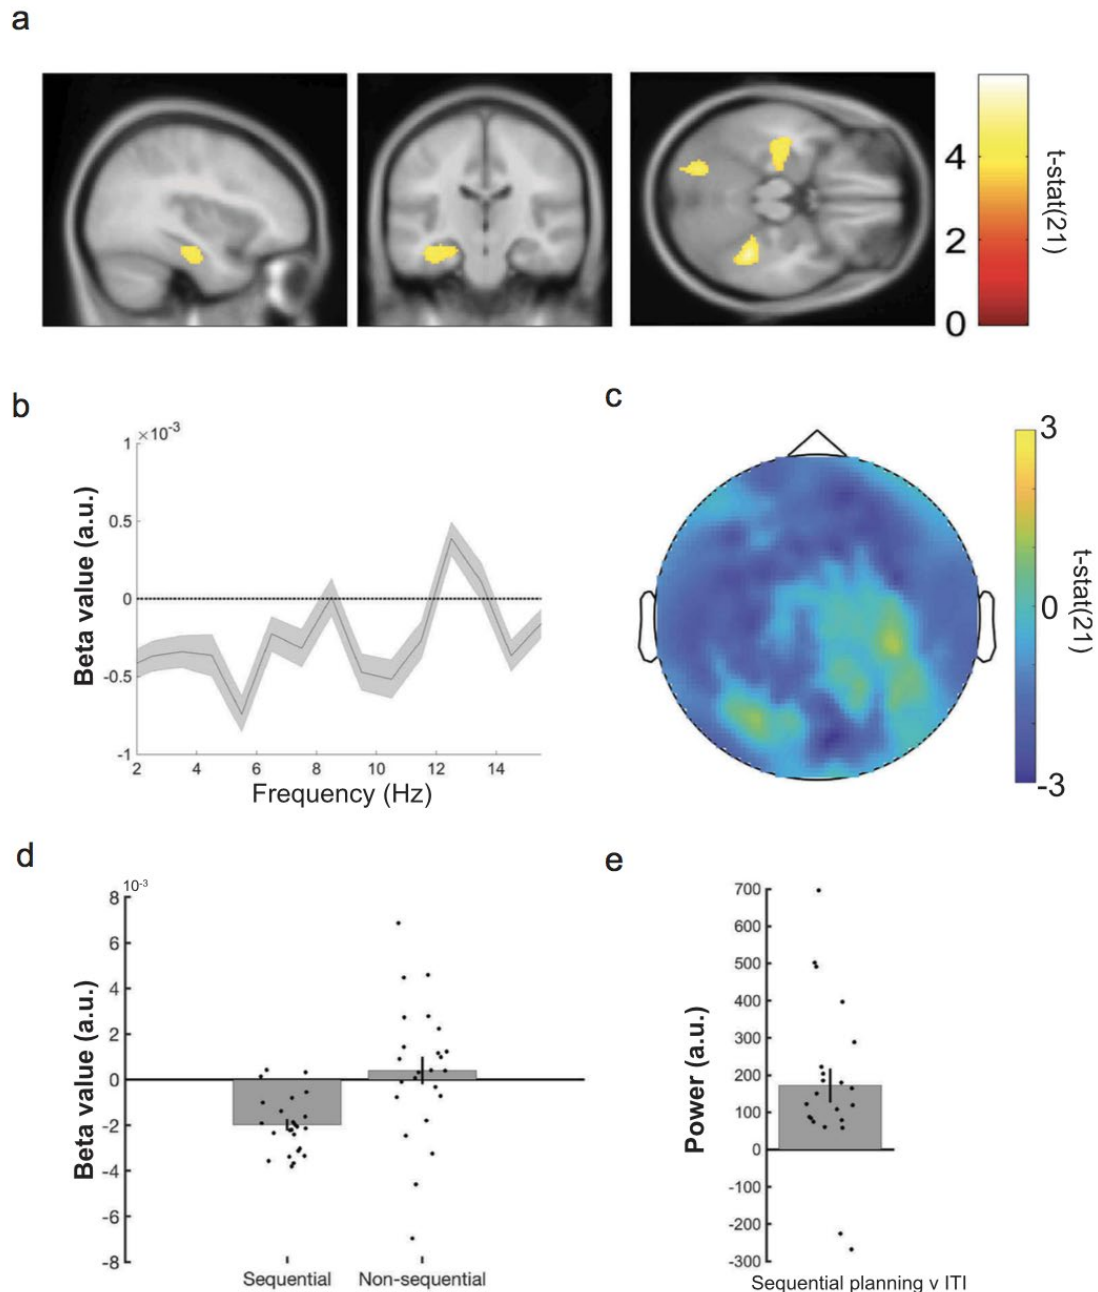 a
4
2
0
t-stat(21)
b
×10-3
1
0.5
0
-0.5
-1
2 4 6 8 10 12 14
Beta value (a.u.)
Frequency (Hz)
c
3
0
-3
t-stat(21)
d
10-3
8
6
4
2
0
-2
-4
-6
-8
Beta value (a.u.)
Sequential Non-sequential
e
700
600
500
400
300
200
100
0
-100
-200
-300
Power (a.u.)
Sequential planning v ITI